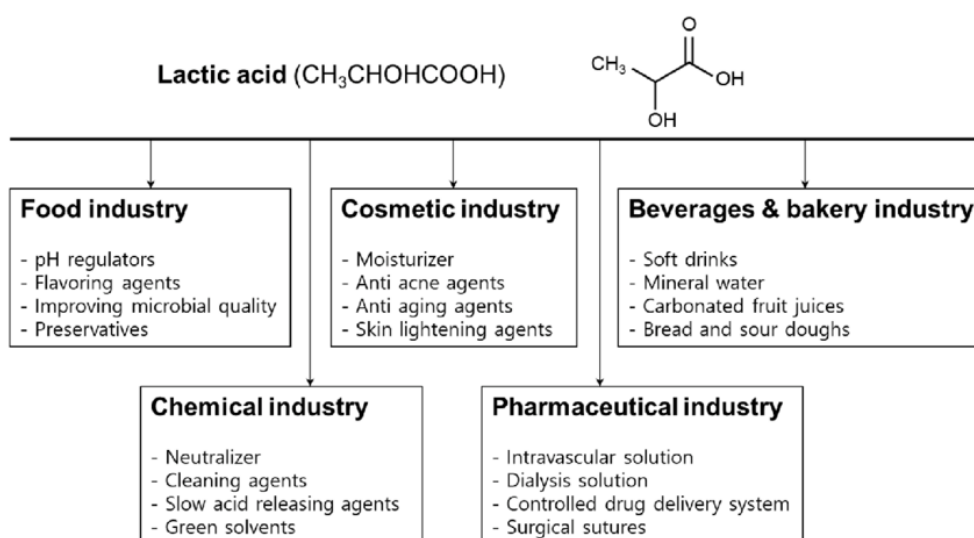 Lactic acid (CH₃CHOHCOOH)
O
CH₃
OH
OH
Food industry
- pH regulators
- Flavoring agents
- Improving microbial quality
- Preservatives
Cosmetic industry
- Moisturizer
- Anti acne agents
- Anti aging agents
- Skin lightening agents
Beverages & bakery industry
- Soft drinks
- Mineral water
- Carbonated fruit juices
- Bread and sour doughs
Chemical industry
- Neutralizer
- Cleaning agents
- Slow acid releasing agents
- Green solvents
Pharmaceutical industry
- Intravascular solution
- Dialysis solution
- Controlled drug delivery system
- Surgical sutures